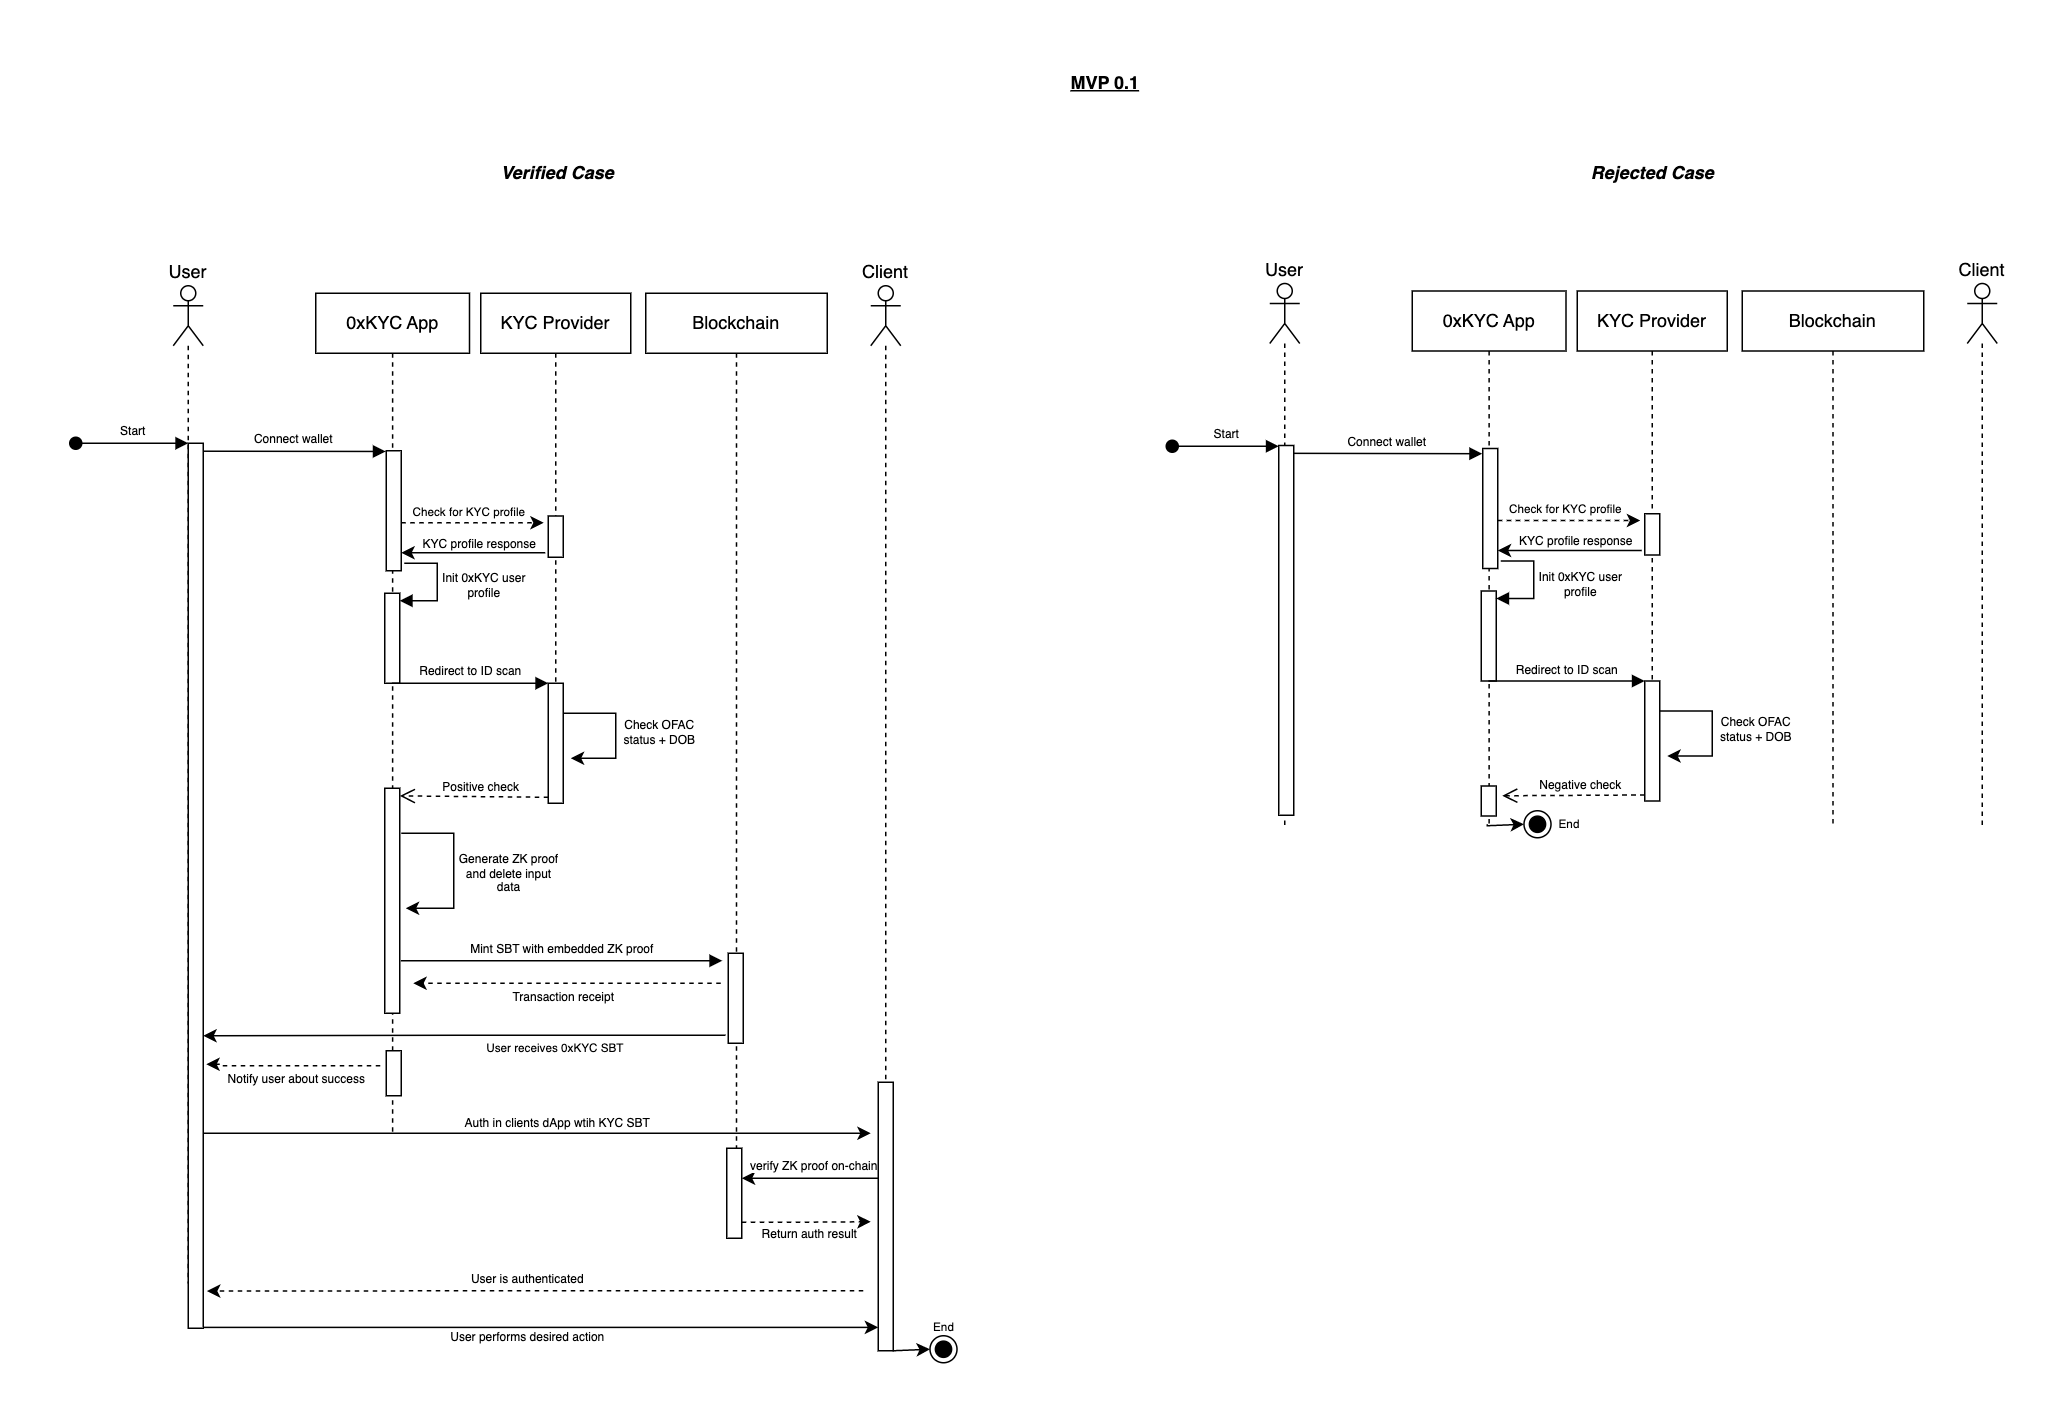 MVP 0.1
Verified Case
User
0xKYC App
KYC Provider
Blockchain
Client
Start
Connect wallet
Check for KYC profile
KYC profile response
Init 0xKYC user
profile
Redirect to ID scan
Check OFAC
status + DOB
Positive check
Generate ZK proof
and delete input
data
Mint SBT with embedded ZK proof
Transaction receipt
User receives 0xKYC SBT
Notify user about success
Auth in clients dApp wtih KYC SBT
verify ZK proof on-chain
Return auth result
User is authenticated
User performs desired action
End
Rejected Case
User
0xKYC App
KYC Provider
Blockchain
Client
Start
Connect wallet
Check for KYC profile
KYC profile response
Init 0xKYC user
profile
Redirect to ID scan
Check OFAC
status + DOB
Negative check
End